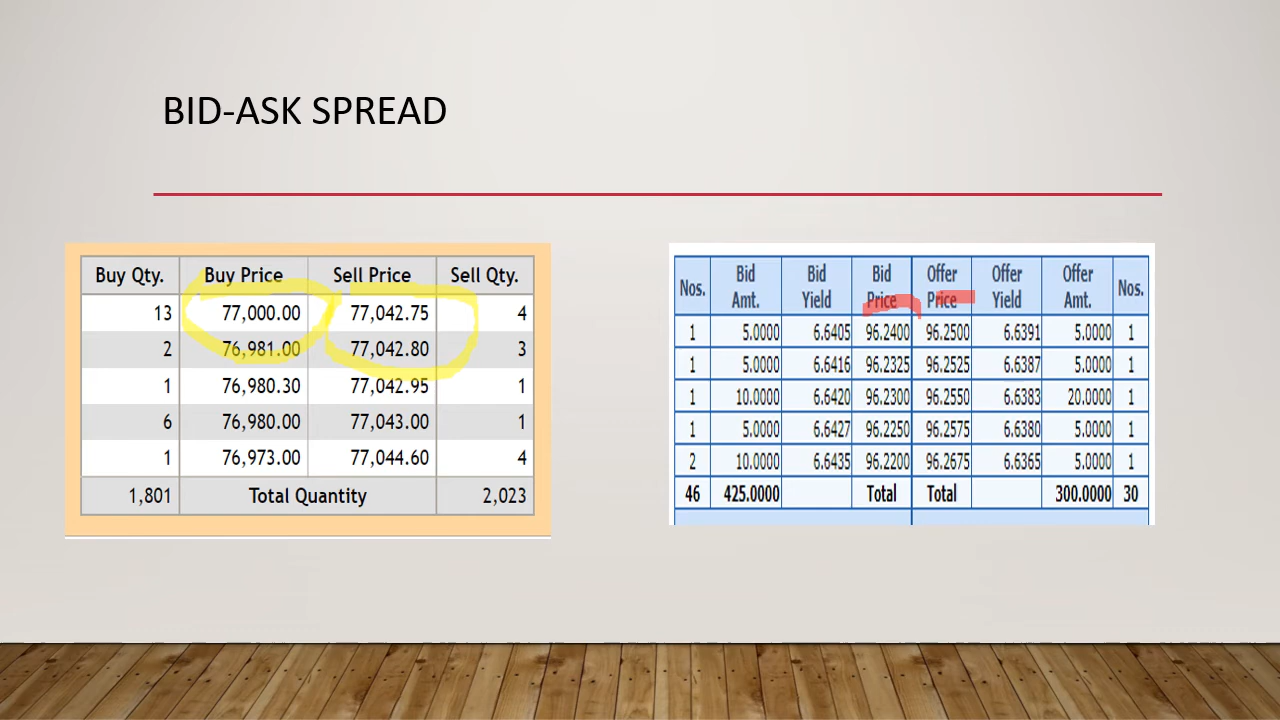 BID-ASK SPREAD
Buy Qty. Buy Price Sell Price Sell Qty.
13 77,000.00 77,042.75 4
2 76,981.00 77,042.80 3
1 76,980.30 77,042.95 1
6 76,980.00 77,043.00 1
1 76,973.00 77,044.60 4
1,801 Total Quantity 2,023
Nos. Bid Amt. Bid Yield Bid Price Offer Price Offer Yield Offer Amt. Nos.
1 5.0000 6.6405 96.2400 96.2500 6.6391 5.0000 1
1 5.0000 6.6416 96.2325 96.2525 6.6387 5.0000 1
1 10.0000 6.6420 96.2300 96.2550 6.6383 20.0000 1
1 5.0000 6.6427 96.2250 96.2575 6.6380 5.0000 1
2 10.0000 6.6435 96.2200 96.2675 6.6365 5.0000 1
46 425.0000 Total Total 300.0000 30